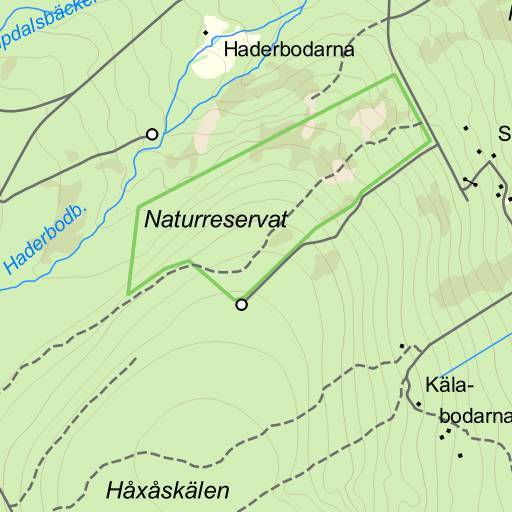 Haderbodarna
Naturreservat
Haderbodb.
Käla-
bodarna
Håxåskälen